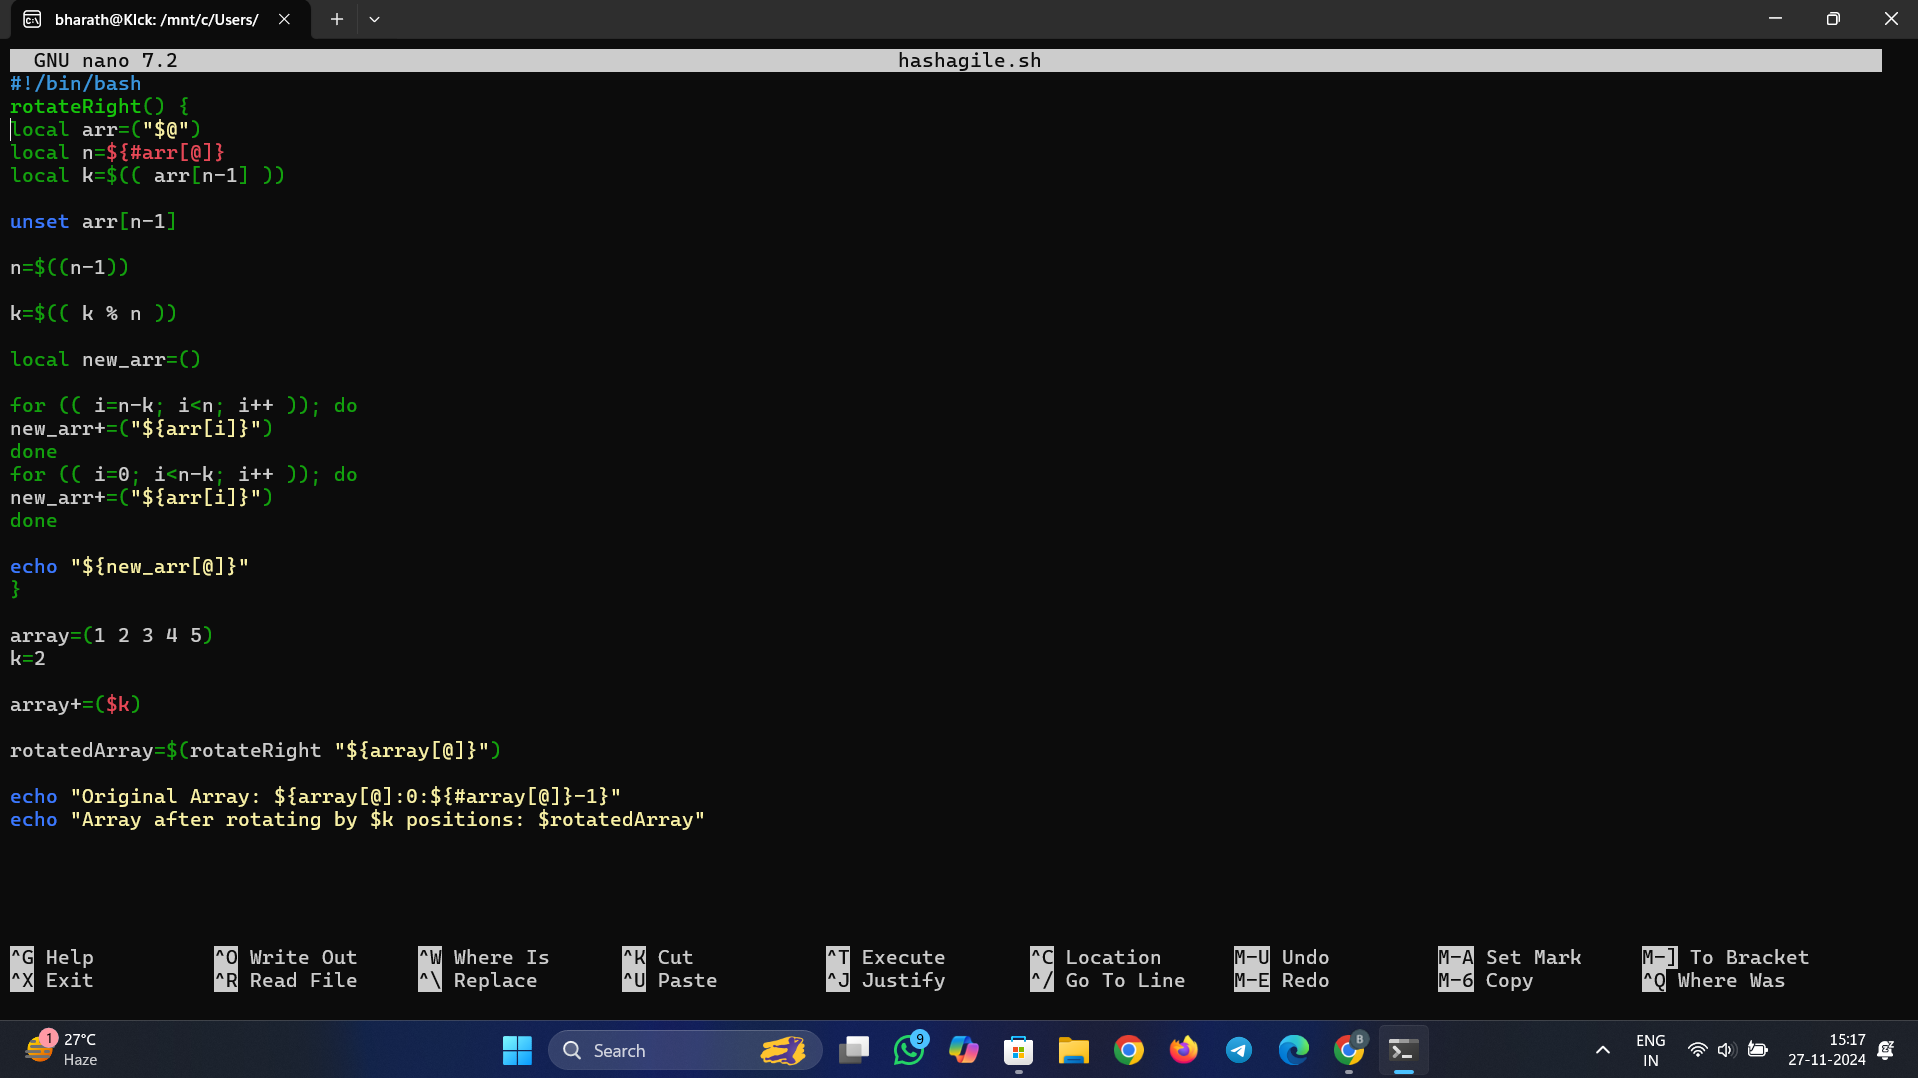 bharath@KIck: /mnt/c/Users/
GNU nano 7.2 hashagile.sh
#!/bin/bash
rotateRight() {
local arr=("$@")
local n=${#arr[@]}
local k=$(( arr[n-1] ))
unset arr[n-1]
n=$((n-1))
k=$(( k % n ))
local new_arr=()
for (( i=n-k; i<n; i++ )); do
new_arr+=("${arr[i]}")
done
for (( i=0; i<n-k; i++ )); do
new_arr+=("${arr[i]}")
done
echo "${new_arr[@]}"
}
array=(1 2 3 4 5)
k=2
array+=($k)
rotatedArray=$(rotateRight "${array[@]}")
echo "Original Array: ${array[@]:0:${#array[@]}-1}"
echo "Array after rotating by $k positions: $rotatedArray"
^G Help ^O Write Out ^W Where Is ^K Cut ^T Execute ^C Location M-U Undo M-A Set Mark M-] To Bracket
^X Exit ^R Read File ^\ Replace ^U Paste ^J Justify ^/ Go To Line M-E Redo M-6 Copy ^Q Where Was
1
27°C
Haze
Search
9
B
ENG
IN
15:17
27-11-2024